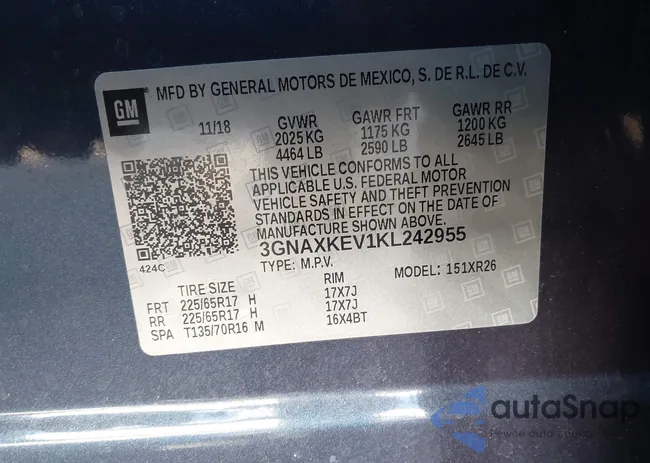 MFD BY GENERAL MOTORS DE MEXICO, S. DE R.L. DE C.V.
GM
11/18 GVWR GAWR FRT GAWR RR
2025 KG 1175 KG 1200 KG
4464 LB 2590 LB 2645 LB
THIS VEHICLE CONFORMS TO ALL
APPLICABLE U.S. FEDERAL MOTOR
VEHICLE SAFETY AND THEFT PREVENTION
STANDARDS IN EFFECT ON THE DATE OF
MANUFACTURE SHOWN ABOVE.
424C 3GNAXKEV1KL242955
TYPE: M.P.V. MODEL: 151XR26
TIRE SIZE RIM
FRT 225/65R17 H 17X7J
RR 225/65R17 H 17X7J
SPA T135/70R16 M 16X4BT
autaSnap
Pewne auto z aukcji